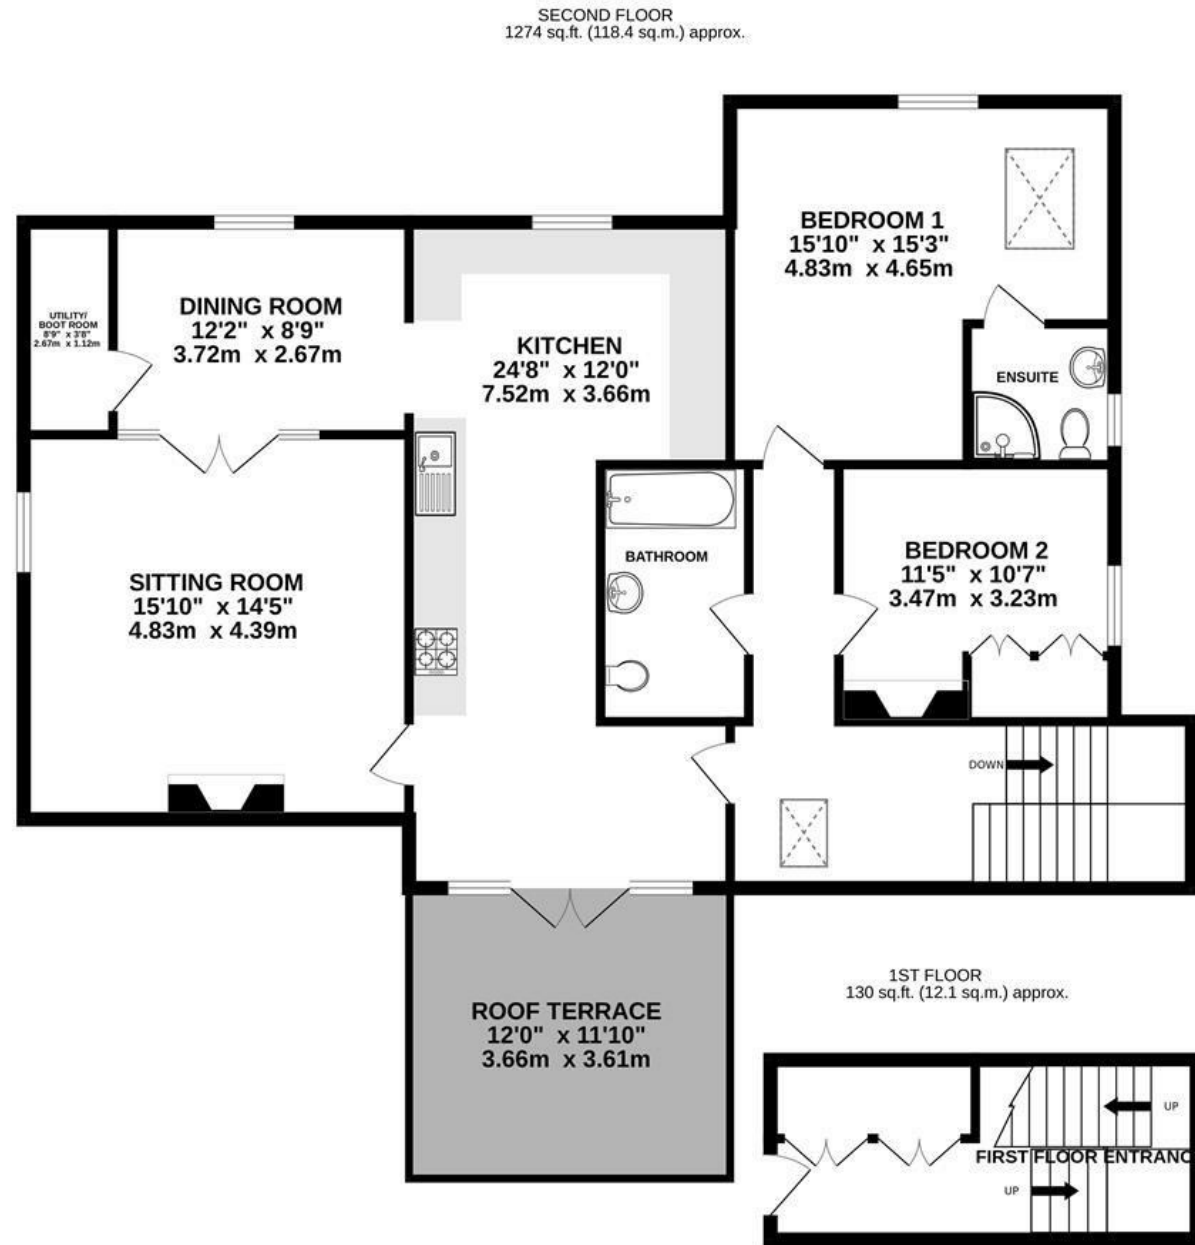 SECOND FLOOR
1274 sq.ft. (118.4 sq.m.) approx.
BEDROOM 1
15'10" x 15'3"
4.83m x 4.65m
UTILITY/
BOOT ROOM
8'9" x 3'8"
2.67m x 1.12m
DINING ROOM
12'2" x 8'9"
3.72m x 2.67m
KITCHEN
24'8" x 12'0"
7.52m x 3.66m
ENSUITE
SITTING ROOM
15'10" x 14'5"
4.83m x 4.39m
BATHROOM
BEDROOM 2
11'5" x 10'7"
3.47m x 3.23m
DOWN
ROOF TERRACE
12'0" x 11'10"
3.66m x 3.61m
1ST FLOOR
130 sq.ft. (12.1 sq.m.) approx.
UP
FIRST FLOOR ENTRANC
UP